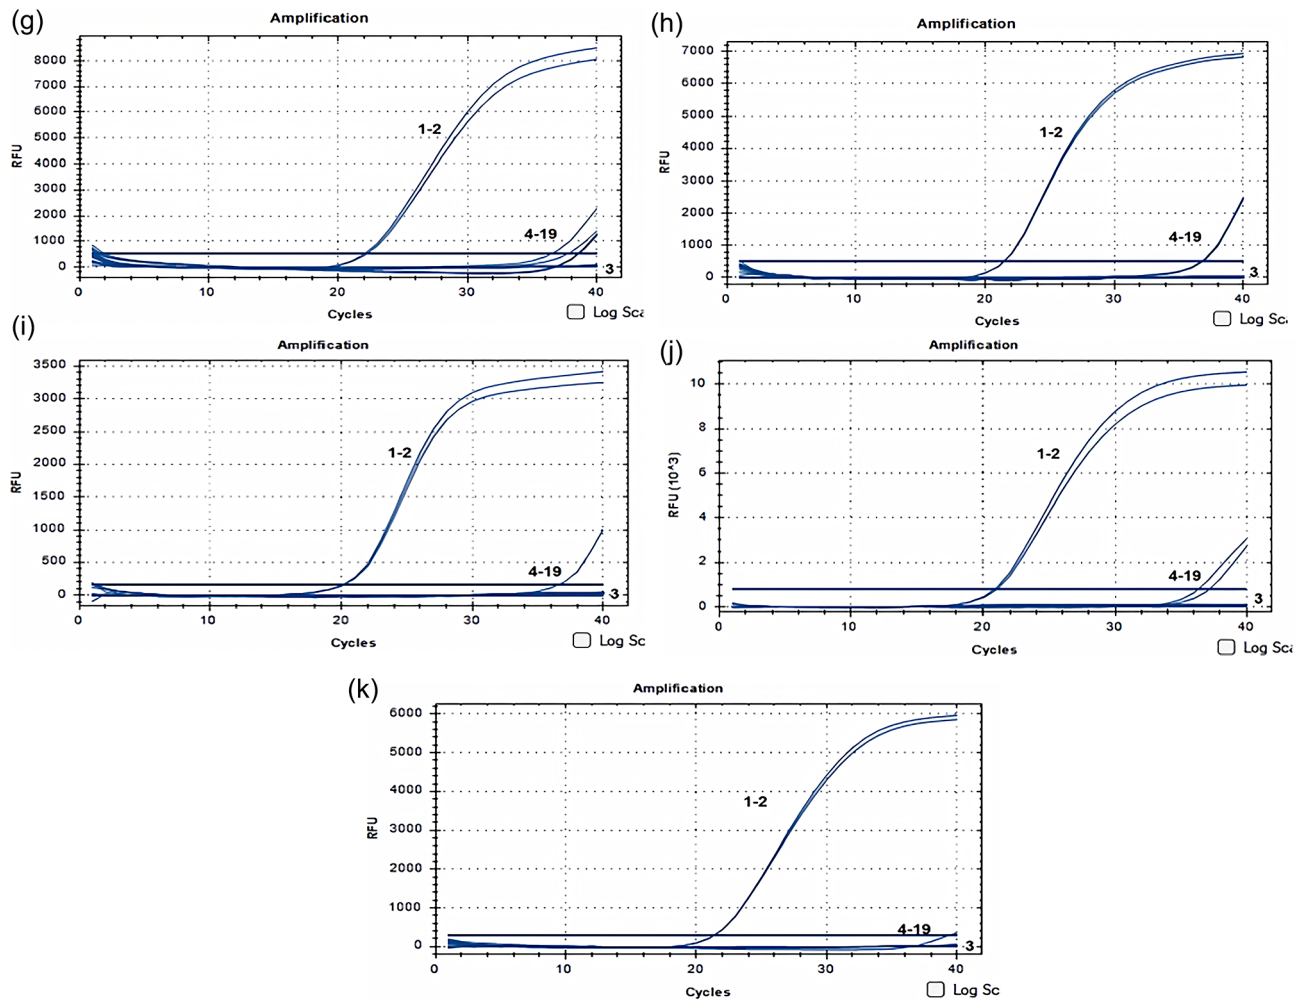 (g)
Amplification
8000
7000
6000
5000
4000
3000
2000
1000
0
RFU
1-2
4-19
3
0 10 20 30 40
Cycles
Log Sca
(h)
Amplification
7000
6000
5000
4000
3000
2000
1000
0
RFU
1-2
4-19
3
0 10 20 30 40
Cycles
Log Sca
(i)
Amplification
3500
3000
2500
2000
1500
1000
500
0
RFU
1-2
4-19
3
0 10 20 30 40
Cycles
Log Sc
(j)
Amplification
10
8
6
4
2
0
RFU (10^3)
1-2
4-19
3
0 10 20 30 40
Cycles
Log Sca
(k)
Amplification
6000
5000
4000
3000
2000
1000
0
RFU
1-2
4-19
3
0 10 20 30 40
Cycles
Log Sc